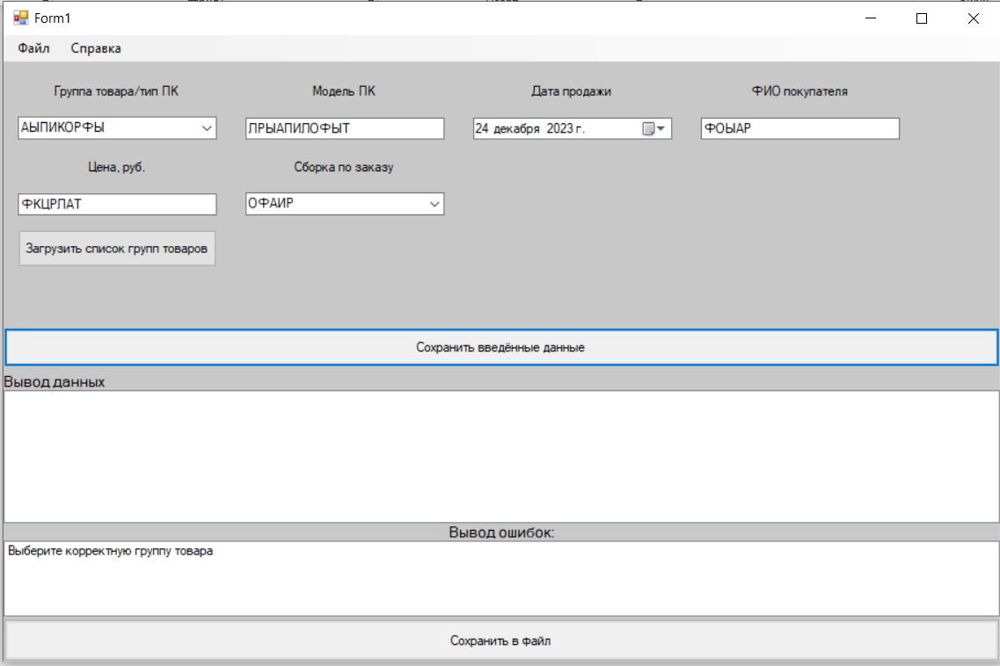 Form1
Файл Справка
Группа товара/тип ПК Модель ПК Дата продажи ФИО покупателя
АЫПИКОРФЫ ЛРЫАПИЛОФЫТ 24 декабря 2023 г. ФОЫАР
Цена, руб. Сборка по заказу
ФКЦРЛАТ ОФАИР
Загрузить список групп товаров
Сохранить введённые данные
Вывод данных
Вывод ошибок:
Выберите корректную группу товара
Сохранить в файл